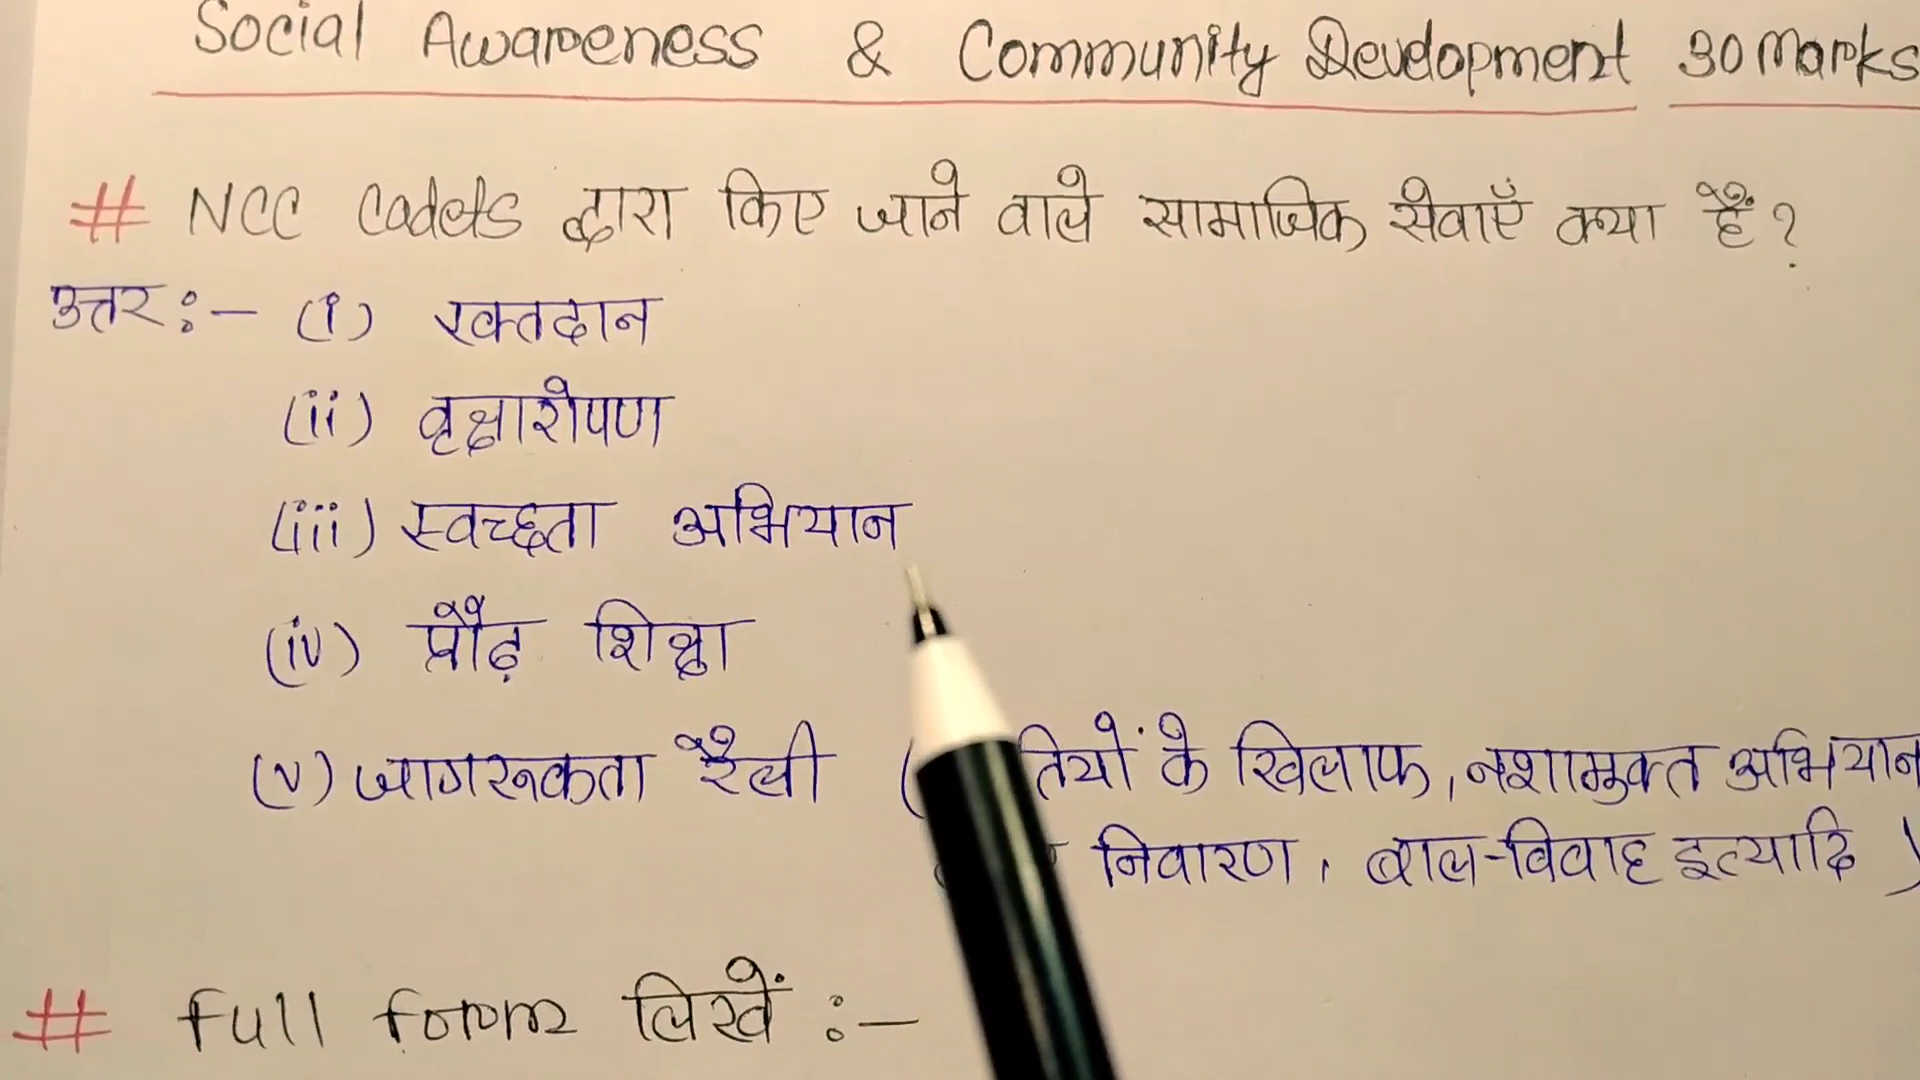 Social Awareness & Community Development 30 Marks
# NCC Cadets द्वारा किए जाने वाले सामाजिक सेवाएँ क्या हैं ?
उत्तर :- (i) रक्तदान
(ii) वृक्षारोपण
(iii) स्वच्छता अभियान
(iv) प्रौढ़ शिक्षा
(v) जागरूकता रैली ( तियों के खिलाफ, नशामुक्त अभियान
निवारण, बाल-विवाह इत्यादि )
# full form लिखें :-